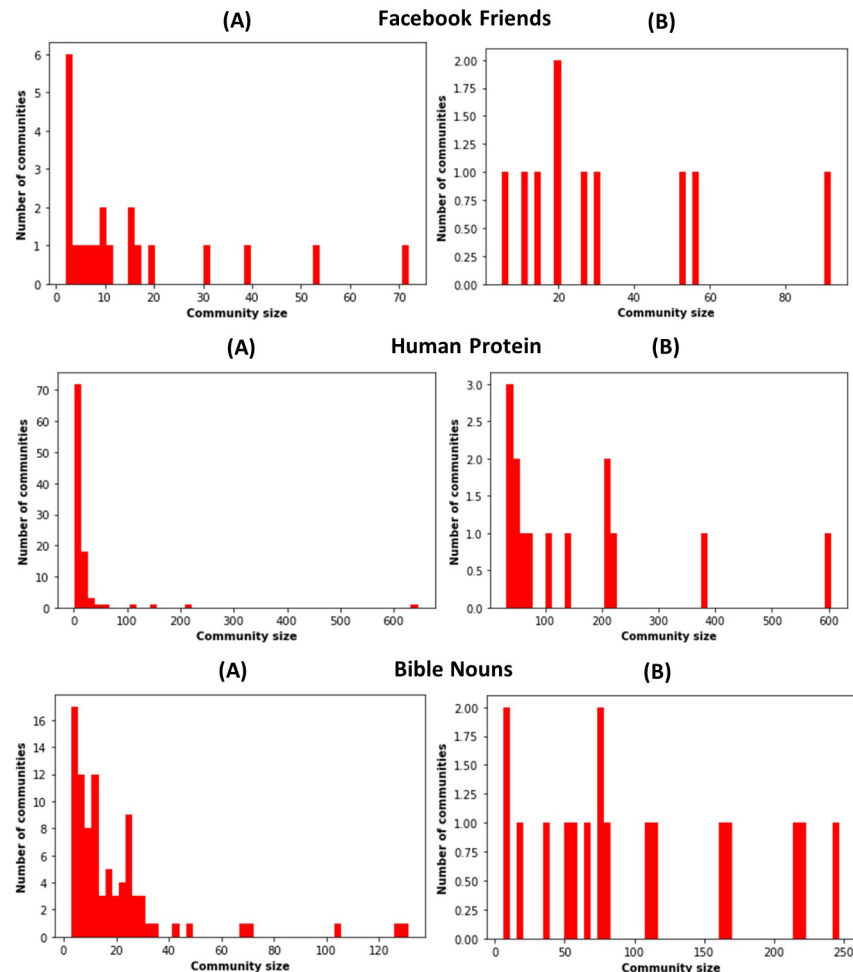 (A) Facebook Friends (B)
6
5
4
3
2
1
0
Number of communities
0 10 20 30 40 50 60 70
Community size
2.00
1.75
1.50
1.25
1.00
0.75
0.50
0.25
0.00
Number of communities
20 40 60 80
Community size
(A) Human Protein (B)
70
60
50
40
30
20
10
0
Number of communities
0 100 200 300 400 500 600
Community size
3.0
2.5
2.0
1.5
1.0
0.5
0.0
Number of communities
100 200 300 400 500 600
Community size
(A) Bible Nouns (B)
16
14
12
10
8
6
4
2
0
Number of communities
0 20 40 60 80 100 120
Community size
2.00
1.75
1.50
1.25
1.00
0.75
0.50
0.25
0.00
Number of communities
0 50 100 150 200 250
Community size